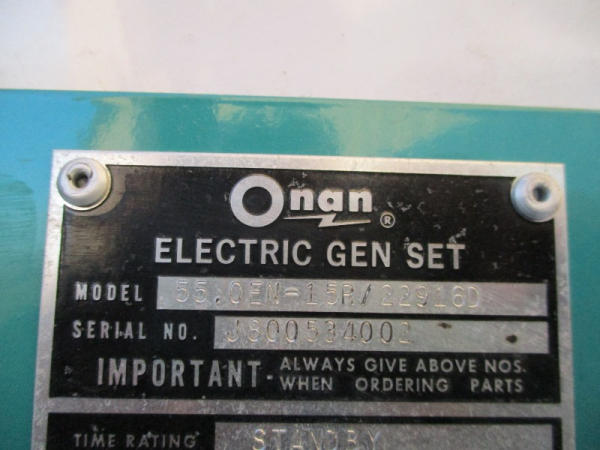 Onan ®
ELECTRIC GEN SET
MODEL 55.0EN-15R/22916D
SERIAL NO. J800534002
IMPORTANT- ALWAYS GIVE ABOVE NOS.
WHEN ORDERING PARTS
TIME RATING STANDBY